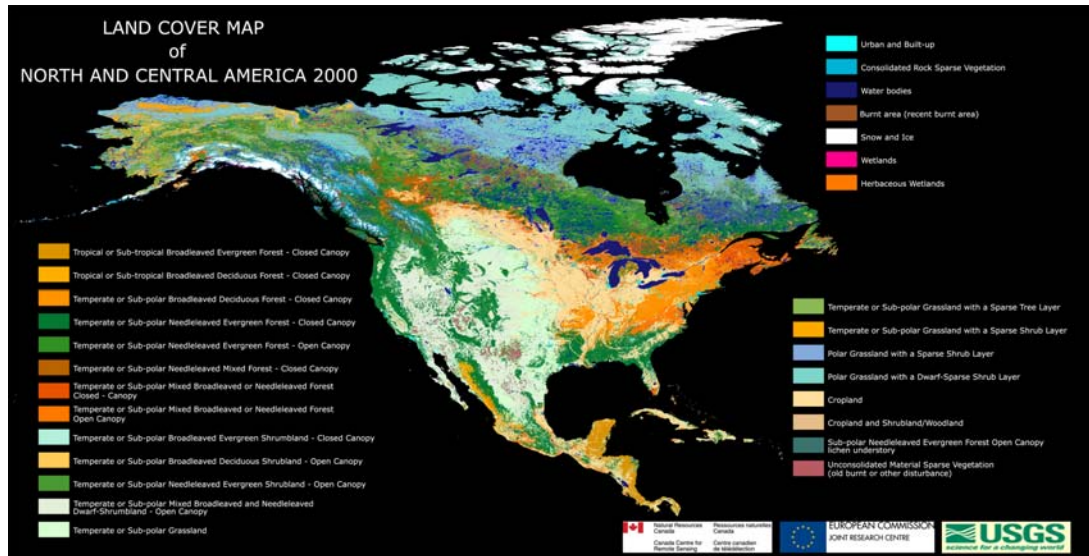 LAND COVER MAP
of
NORTH AND CENTRAL AMERICA 2000
Urban and Built-up
Consolidated Rock Sparse Vegetation
Water bodies
Burnt area (recent burnt area)
Snow and Ice
Wetlands
Herbaceous Wetlands
Tropical or Sub-tropical Broadleaved Evergreen Forest - Closed Canopy
Tropical or Sub-tropical Broadleaved Deciduous Forest - Closed Canopy
Temperate or Sub-polar Broadleaved Deciduous Forest - Closed Canopy
Temperate or Sub-polar Needleleaved Evergreen Forest - Closed Canopy
Temperate or Sub-polar Needleleaved Evergreen Forest - Open Canopy
Temperate or Sub-polar Needleleaved Mixed Forest - Closed Canopy
Temperate or Sub-polar Mixed Broadleaved or Needleleaved Forest
Closed - Canopy
Temperate or Sub-polar Mixed Broadleaved or Needleleaved Forest
Open Canopy
Temperate or Sub-polar Broadleaved Evergreen Shrumbland - Closed Canopy
Temperate or Sub-polar Broadleaved Deciduous Shrubland - Open Canopy
Temperate or Sub-polar Needleleaved Evergreen Shrubland - Open Canopy
Temperate or Sub-polar Mixed Broadleaved and Needleleaved
Dwarf-Shrumbland - Open Canopy
Temperate or Sub-polar Grassland
Temperate or Sub-polar Grassland with a Sparse Tree Layer
Temperate or Sub-polar Grassland with a Sparse Shrub Layer
Polar Grassland with a Sparse Shrub Layer
Polar Grassland with a Dwarf-Sparse Shrub Layer
Cropland
Cropland and Shrubland/Woodland
Sub-polar Needleleaved Evergreen Forest Open Canopy
lichen understory
Unconsolidated Material Sparse Vegetation
(old burnt or other disturbance)
Natural Resources
Canada
Canada Centre for
Remote Sensing
Ressources naturelles
Canada
Centre canadien
de télédétection
EUROPEAN COMMISSION
JOINT RESEARCH CENTRE
USGS
science for a changing world